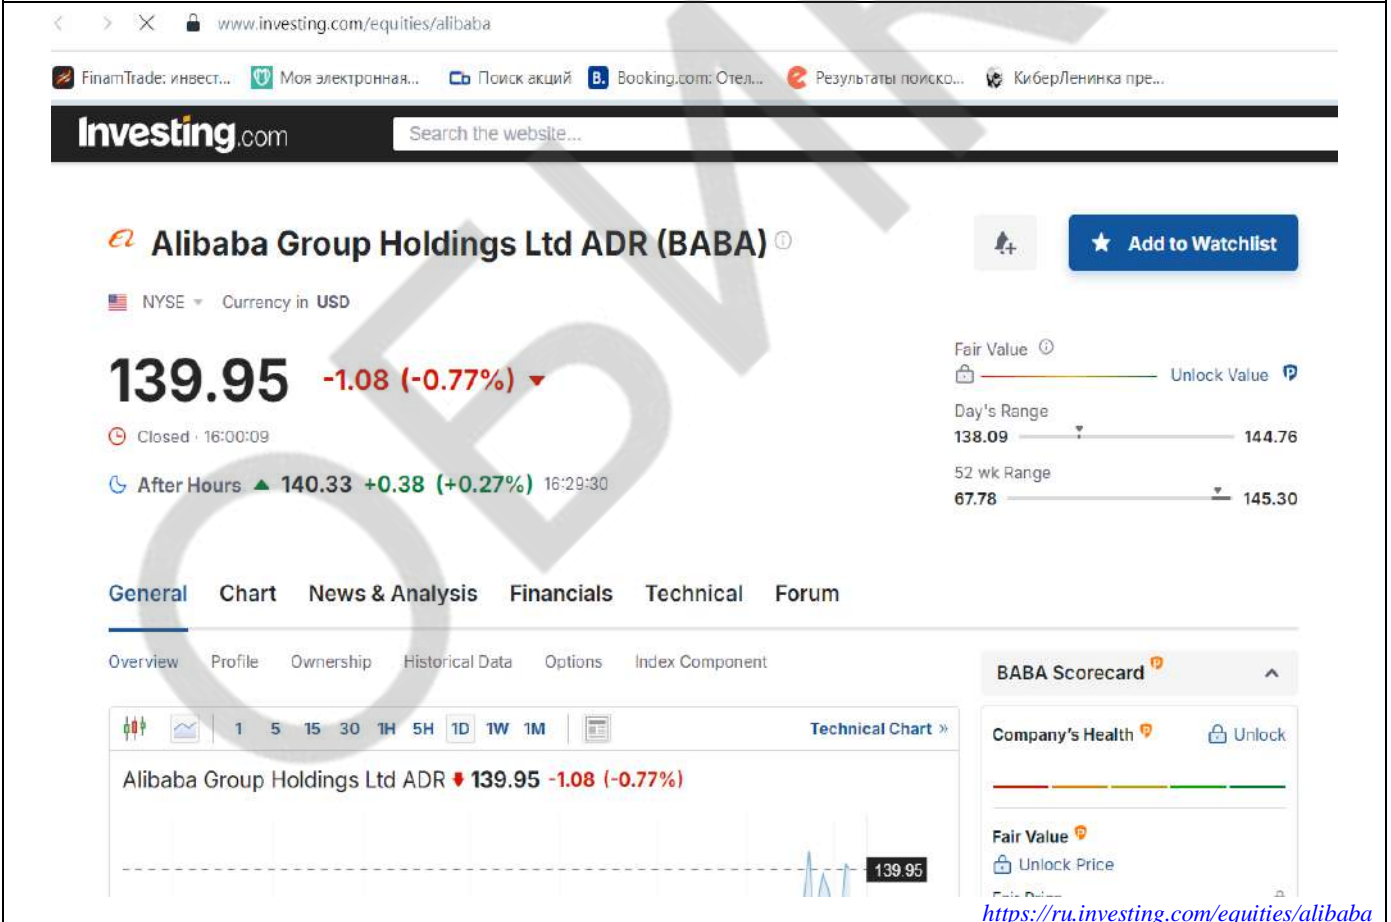 www.investing.com/equities/alibaba
FinamTrade: инвест... Моя электронная... Поиск акций Booking.com: Отел... Результаты поиско... КиберЛенинка пре...
Investing.com Search the website...
Alibaba Group Holdings Ltd ADR (BABA) Add to Watchlist
NYSE Currency in USD
139.95 -1.08 (-0.77%)
Closed · 16:00:09
After Hours 140.33 +0.38 (+0.27%) 16:29:30
Fair Value
Unlock Value
Day's Range
138.09 144.76
52 wk Range
67.78 145.30
General Chart News & Analysis Financials Technical Forum
Overview Profile Ownership Historical Data Options Index Component
1 5 15 30 1H 5H 1D 1W 1M Technical Chart »
Alibaba Group Holdings Ltd ADR 139.95 -1.08 (-0.77%)
139.95
BABA Scorecard
Company's Health Unlock
Fair Value
Unlock Price
https://ru.investing.com/equities/alibaba